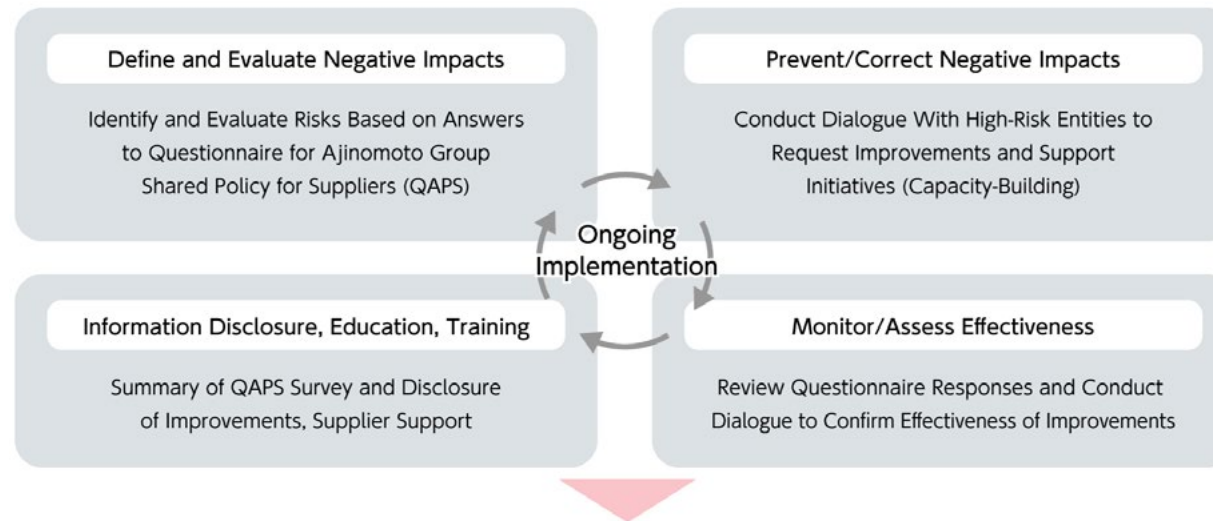 Define and Evaluate Negative Impacts
Identify and Evaluate Risks Based on Answers
to Questionnaire for Ajinomoto Group
Shared Policy for Suppliers (QAPS)
Prevent/Correct Negative Impacts
Conduct Dialogue With High-Risk Entities to
Request Improvements and Support
Initiatives (Capacity-Building)
Ongoing
Implementation
Information Disclosure, Education, Training
Summary of QAPS Survey and Disclosure
of Improvements, Supplier Support
Monitor/Assess Effectiveness
Review Questionnaire Responses and Conduct
Dialogue to Confirm Effectiveness of Improvements